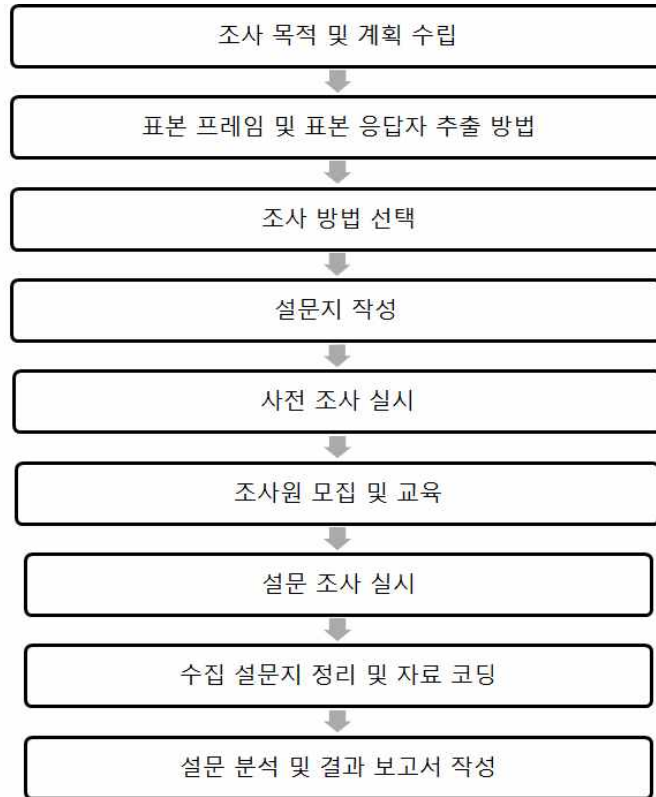 조사 목적 및 계획 수립
표본 프레임 및 표본 응답자 추출 방법
조사 방법 선택
설문지 작성
사전 조사 실시
조사원 모집 및 교육
설문 조사 실시
수집 설문지 정리 및 자료 코딩
설문 분석 및 결과 보고서 작성